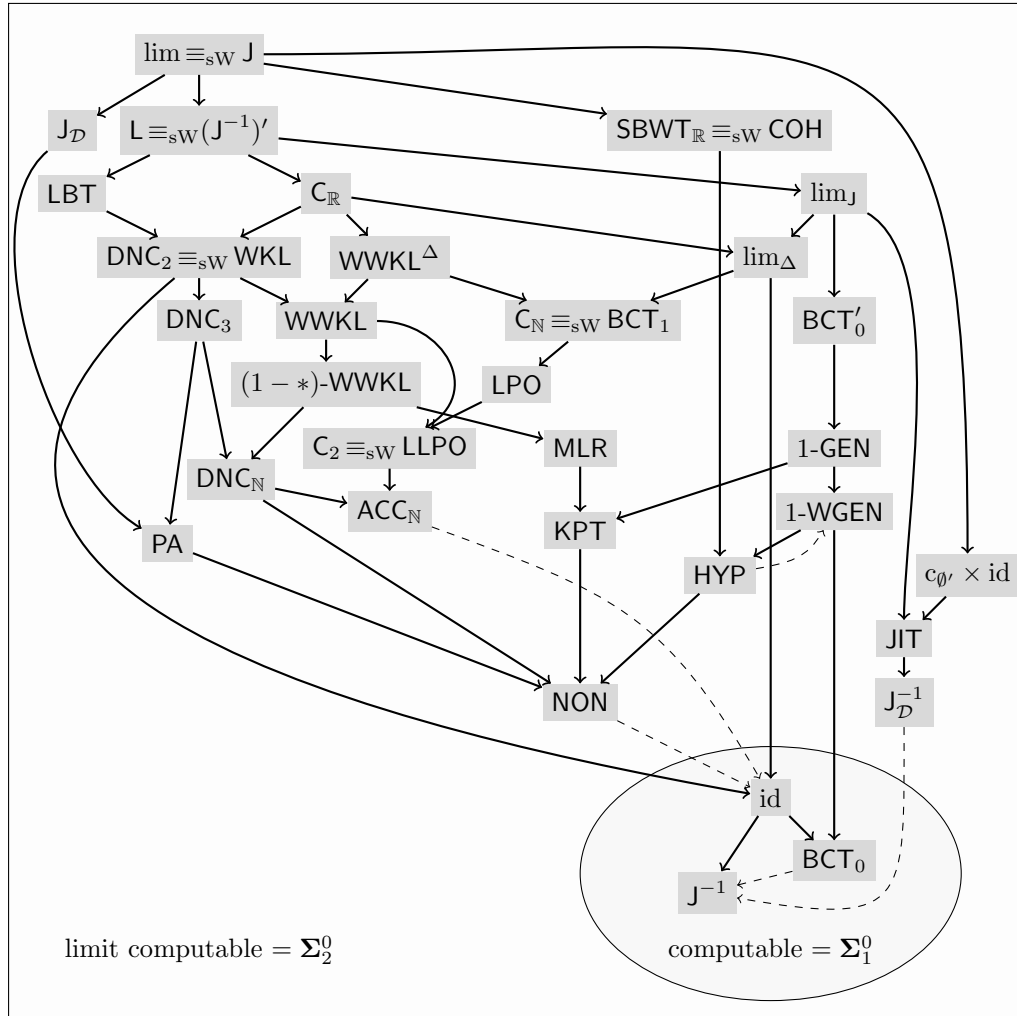 lim ≡sW J
J𝒟
L ≡sW (J⁻¹)′
SBWTℝ ≡sW COH
LBT
Cℝ
limJ
DNC₂ ≡sW WKL
WWKL^Δ
limΔ
DNC₃
WWKL
Cℕ ≡sW BCT₁
BCT′₀
(1 − ∗)-WWKL
LPO
C₂ ≡sW LLPO
MLR
1-GEN
DNCℕ
ACCℕ
1-WGEN
PA
KPT
HYP
c∅′ × id
JIT
NON
J𝒟⁻¹
id
BCT₀
J⁻¹
limit computable = Σ⁰₂
computable = Σ⁰₁